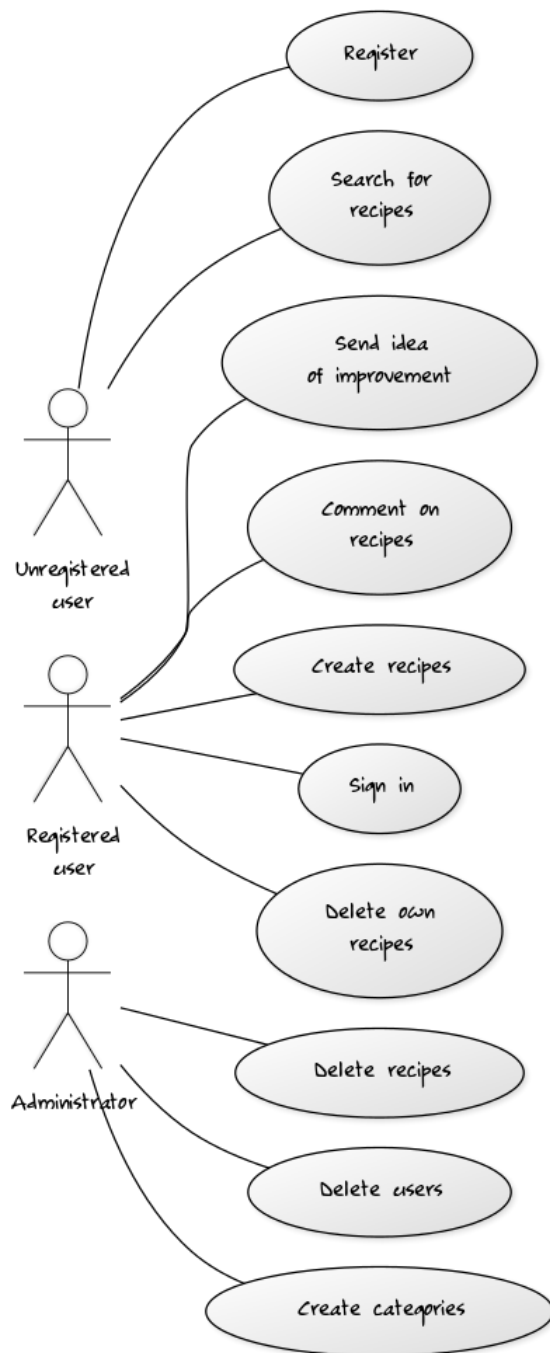 Register
Search for
recipes
Send idea
of improvement
Unregistered
user
Comment on
recipes
Create recipes
Sign in
Registered
user
Delete own
recipes
Delete recipes
Administrator
Delete users
Create categories